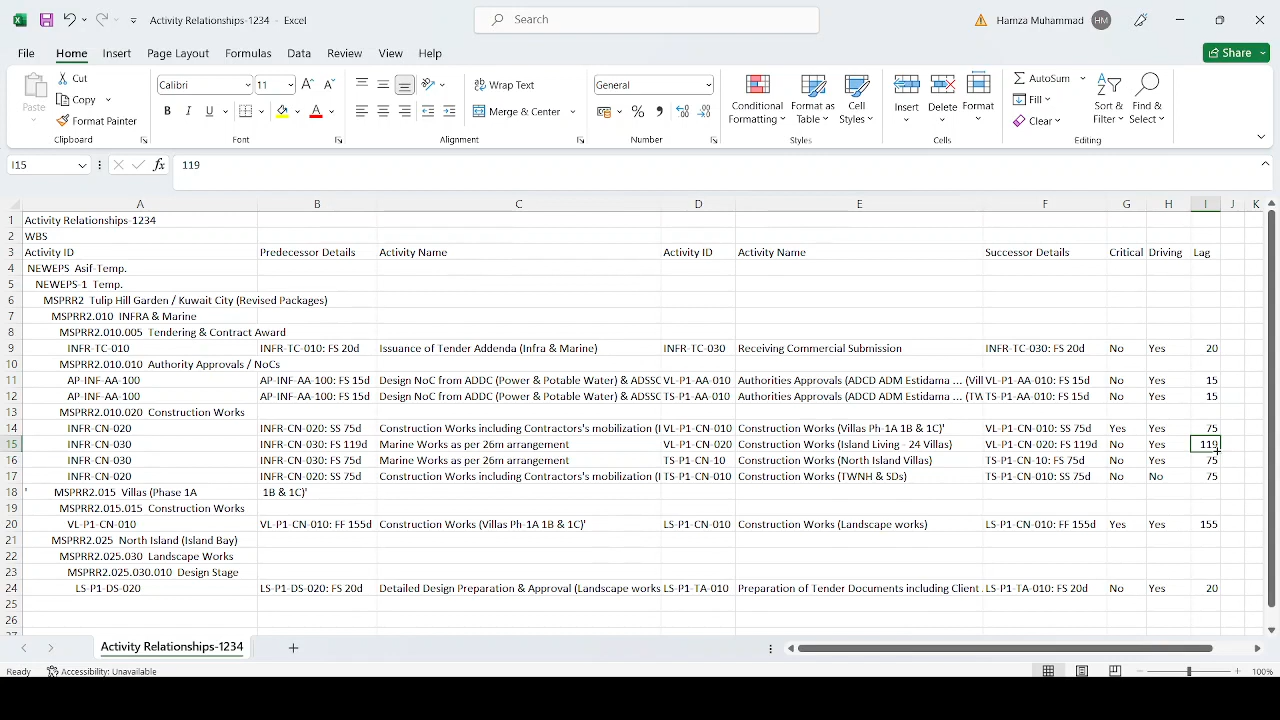 Activity Relationships-1234 - Excel
Search
Hamza Muhammad HM
File Home Insert Page Layout Formulas Data Review View Help
Share
Paste Cut Copy Format Painter
Calibri 11
B I U
Wrap Text
Merge & Center
General
Conditional Formatting Format as Table Cell Styles
Insert Delete Format
AutoSum Fill Clear
Sort & Filter Find & Select
Clipboard Font Alignment Number Styles Cells Editing
I15 fx 119
A B C D E F G H I J K
1 Activity Relationships-1234
2 WBS
3 Activity ID Predecessor Details Activity Name Activity ID Activity Name Successor Details Critical Driving Lag
4 NEWEPS Asif-Temp.
5 NEWEPS-1 Temp.
6 MSPRR2 Tulip Hill Garden / Kuwait City (Revised Packages)
7 MSPRR2.010 INFRA & Marine
8 MSPRR2.010.005 Tendering & Contract Award
9 INFR-TC-010 INFR-TC-010: FS 20d Issuance of Tender Addenda (Infra & Marine) INFR-TC-030 Receiving Commercial Submission INFR-TC-030: FS 20d No Yes 20
10 MSPRR2.010.010 Authority Approvals / NoCs
11 AP-INF-AA-100 AP-INF-AA-100: FS 15d Design NoC from ADDC (Power & Potable Water) & ADSSC VL-P1-AA-010 Authorities Approvals (ADCD ADM Estidama ... (Vil VL-P1-AA-010: FS 15d No Yes 15
12 AP-INF-AA-100 AP-INF-AA-100: FS 15d Design NoC from ADDC (Power & Potable Water) & ADSSC TS-P1-AA-010 Authorities Approvals (ADCD ADM Estidama ... (TW TS-P1-AA-010: FS 15d No Yes 15
13 MSPRR2.010.020 Construction Works
14 INFR-CN-020 INFR-CN-020: SS 75d Construction Works including Contractors's mobilization (I VL-P1-CN-010 Construction Works (Villas Ph-1A 1B & 1C)' VL-P1-CN-010: SS 75d Yes Yes 75
15 INFR-CN-030 INFR-CN-030: FS 119d Marine Works as per 26m arrangement VL-P1-CN-020 Construction Works (Island Living - 24 Villas) VL-P1-CN-020: FS 119d No Yes 119
16 INFR-CN-030 INFR-CN-030: FS 75d Marine Works as per 26m arrangement TS-P1-CN-10 Construction Works (North Island Villas) TS-P1-CN-10: FS 75d No Yes 75
17 INFR-CN-020 INFR-CN-020: SS 75d Construction Works including Contractors's mobilization (I TS-P1-CN-010 Construction Works (TWNH & SDs) TS-P1-CN-010: SS 75d No No 75
18 ' MSPRR2.015 Villas (Phase 1A 1B & 1C)'
19 MSPRR2.015.015 Construction Works
20 VL-P1-CN-010 VL-P1-CN-010: FF 155d Construction Works (Villas Ph-1A 1B & 1C)' LS-P1-CN-010 Construction Works (Landscape works) LS-P1-CN-010: FF 155d Yes Yes 155
21 MSPRR2.025 North Island (Island Bay)
22 MSPRR2.025.030 Landscape Works
23 MSPRR2.025.030.010 Design Stage
24 LS-P1-DS-020 LS-P1-DS-020: FS 20d Detailed Design Preparation & Approval (Landscape works LS-P1-TA-010 Preparation of Tender Documents including Client LS-P1-TA-010: FS 20d No Yes 20
25
26
27
Activity Relationships-1234
Ready Accessibility: Unavailable 100%